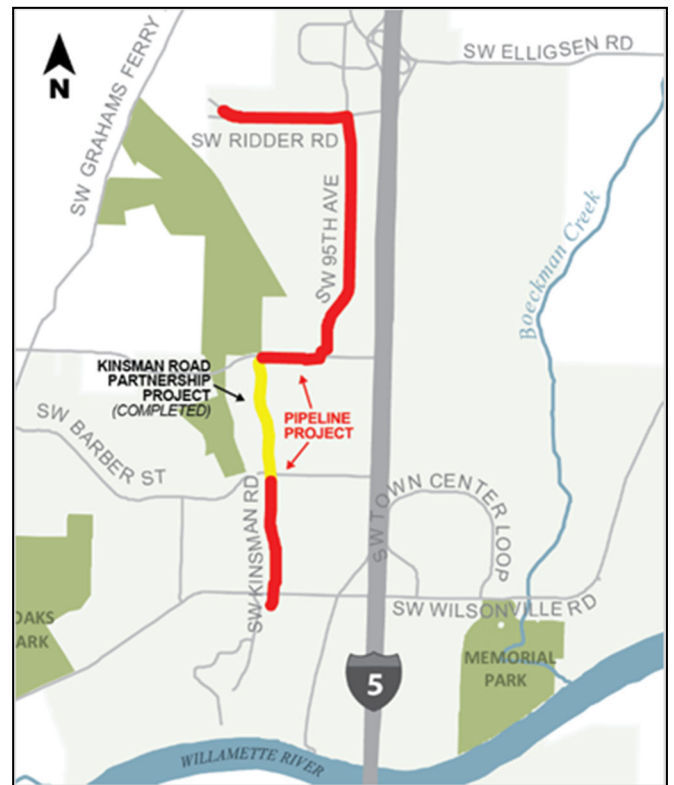 SW ELLIGSEN RD
N
SW GRAHAMS FERRY
SW RIDDER RD
SW 95TH AVE
Boeckman Creek
KINSMAN ROAD
PARTNERSHIP
PROJECT
(COMPLETED)
PIPELINE
PROJECT
SW BARBER ST
SW TOWN CENTER LOOP
SW KINSMAN RD
SW WILSONVILLE RD
OAKS
ARK
MEMORIAL
PARK
5
WILLAMETTE RIVER